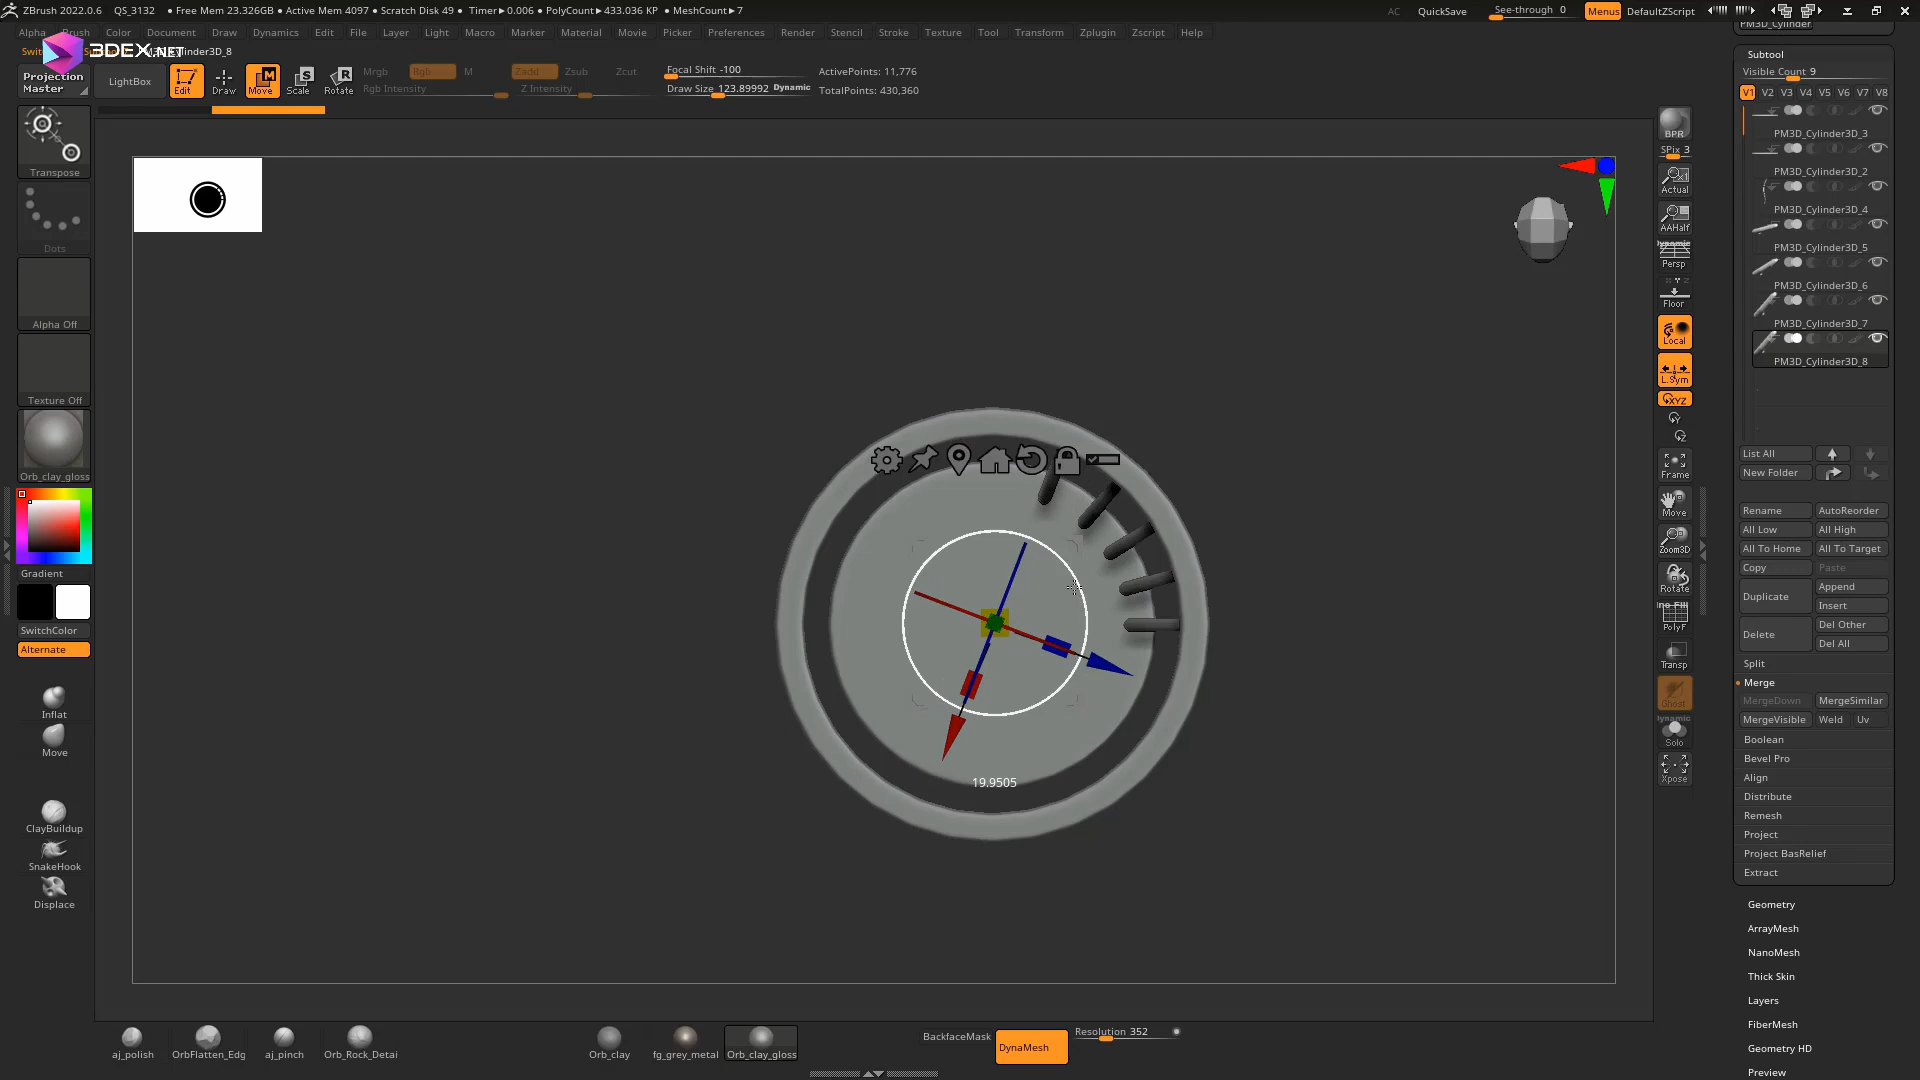 ZBrush 2022.0.6 QS_3132 • Free Mem 23.326GB • Active Mem 4097 • Scratch Disk 49 • Timer▸0.006 • PolyCount▸433.036 KP • MeshCount▸7
AC QuickSave See-through 0 Menus DefaultZScript
Alpha Brush Color Document Draw Dynamics Edit File Layer Light Macro Marker Material Movie Picker Preferences Render Stencil Stroke Texture Tool Transform Zplugin Zscript Help
3DEX.NET
Projection Master
LightBox
Edit
Draw
Move
Scale
Rotate
Mrgb Rgb M
Rgb Intensity
Zadd Zsub Zcut
Z Intensity
Focal Shift -100
Draw Size 123.89992 Dynamic
ActivePoints: 11,776
TotalPoints: 430,360
Transpose
Dots
Alpha Off
Texture Off
Orb_clay_gloss
Gradient
SwitchColor
Alternate
Inflat
Move
ClayBuildup
SnakeHook
Displace
19.9505
BPR
SPix 3
Actual
AAHalf
Dynamic
Persp
Floor
Local
L.Sym
XYZ
Frame
Move
Zoom3D
Rotate
PolyF
Transp
Ghost
Dynamic
Solo
Xpose
PM3D_Cylinder
Subtool
Visible Count 9
V1 V2 V3 V4 V5 V6 V7 V8
PM3D_Cylinder3D_3
PM3D_Cylinder3D_2
PM3D_Cylinder3D_4
PM3D_Cylinder3D_5
PM3D_Cylinder3D_6
PM3D_Cylinder3D_7
PM3D_Cylinder3D_8
List All
New Folder
Rename AutoReorder
All Low All High
All To Home All To Target
Copy Paste
Duplicate Append
Insert
Delete Del Other
Del All
Split
Merge
MergeDown MergeSimilar
MergeVisible Weld Uv
Boolean
Bevel Pro
Align
Distribute
Remesh
Project
Project BasRelief
Extract
Geometry
ArrayMesh
NanoMesh
Thick Skin
Layers
FiberMesh
Geometry HD
Preview
aj_polish
OrbFlatten_Edg
aj_pinch
Orb_Rock_Detai
Orb_clay
fg_grey_metal
Orb_clay_gloss
BackfaceMask
DynaMesh
Resolution 352